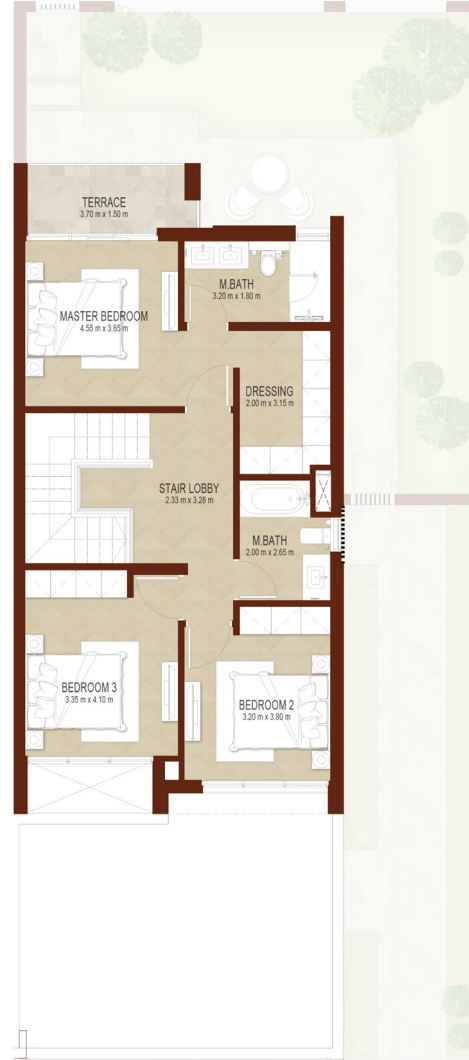 TERRACE
3.70 m x 1.50 m
M.BATH
3.20 m x 1.80 m
MASTER BEDROOM
4.55 m x 3.65 m
DRESSING
2.00 m x 3.15 m
STAIR LOBBY
2.33 m x 3.28 m
M.BATH
2.00 m x 2.65 m
BEDROOM 3
3.35 m x 4.10 m
BEDROOM 2
3.20 m x 3.80 m